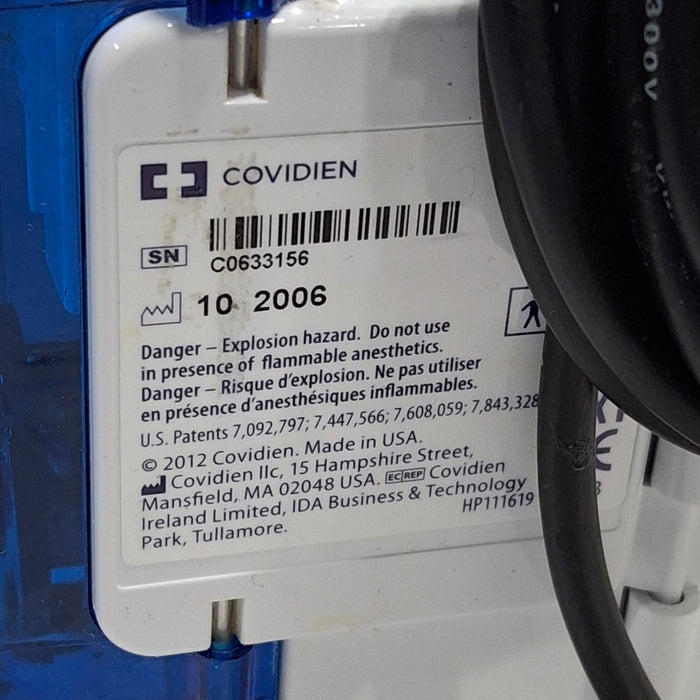 300V
COVIDIEN
SN
C0633156
10 2006
Danger – Explosion hazard. Do not use
in presence of flammable anesthetics.
Danger – Risque d'explosion. Ne pas utiliser
en présence d'anesthésiques inflammables.
U.S. Patents 7,092,797; 7,447,566; 7,608,059; 7,843,328
© 2012 Covidien. Made in USA.
Covidien llc, 15 Hampshire Street,
Mansfield, MA 02048 USA. EC REP Covidien
Ireland Limited, IDA Business & Technology
Park, Tullamore.
HP111619